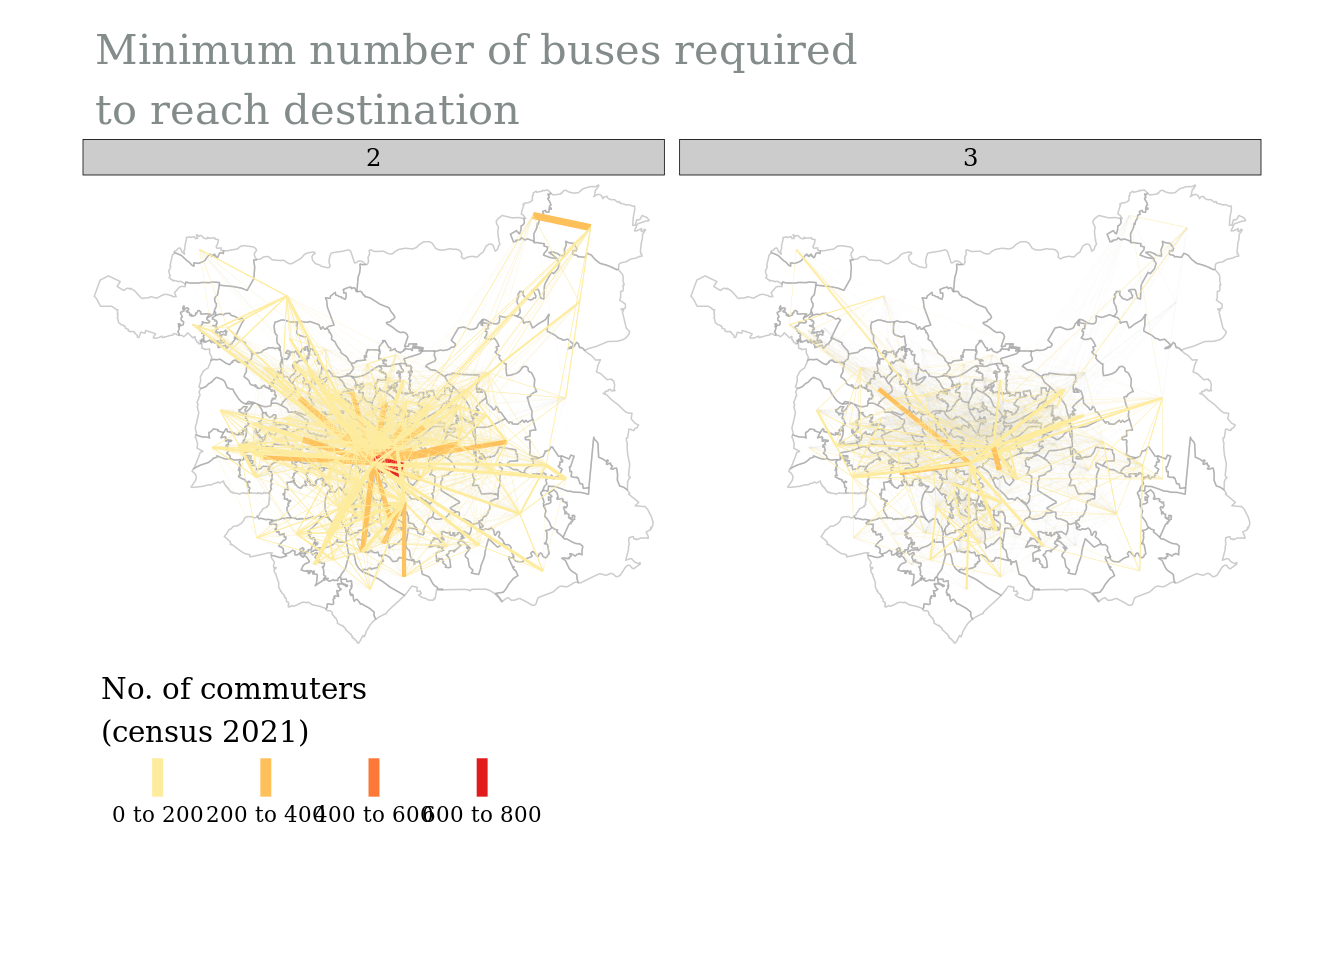 Minimum number of buses required
to reach destination
2
3
No. of commuters
(census 2021)
0 to 200 200 to 400 400 to 600 600 to 800